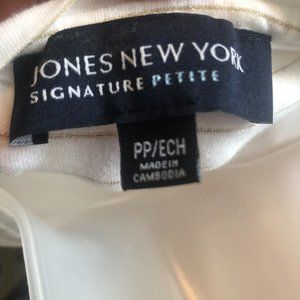 JONES NEW YORK
SIGNATURE PETITE
PP/ECH
MADE IN
CAMBODIA